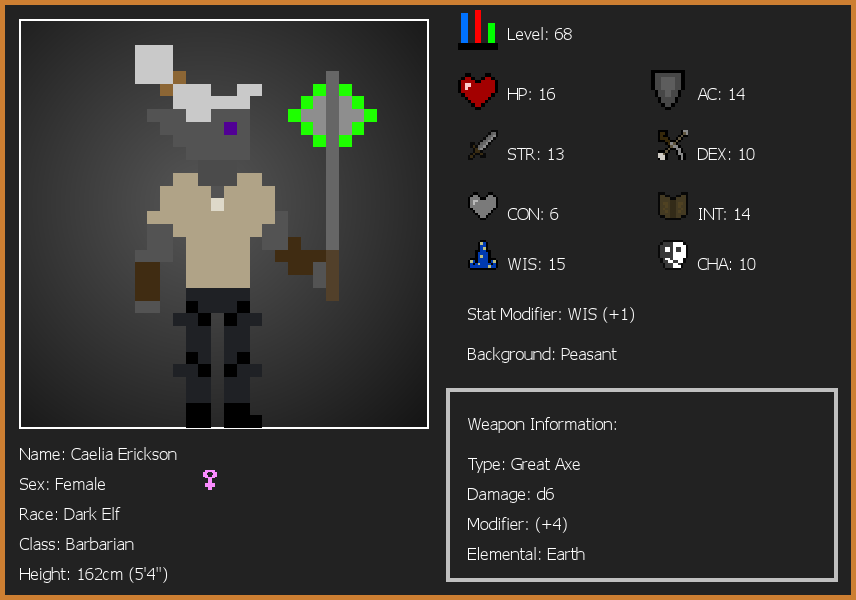 Level: 68
HP: 16
AC: 14
STR: 13
DEX: 10
CON: 6
INT: 14
WIS: 15
CHA: 10
Stat Modifier: WIS (+1)
Background: Peasant
Weapon Information:
Type: Great Axe
Damage: d6
Modifier: (+4)
Elemental: Earth
Name: Caelia Erickson
Sex: Female
Race: Dark Elf
Class: Barbarian
Height: 162cm (5'4")